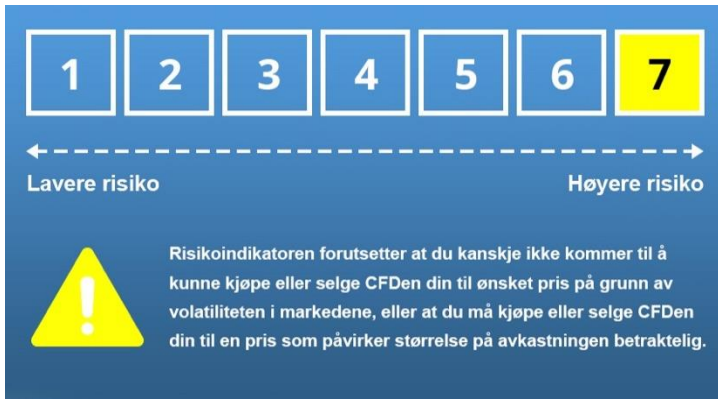 1 2 3 4 5 6 7
Lavere risiko Høyere risiko
Risikoindikatoren forutsetter at du kanskje ikke kommer til å
kunne kjøpe eller selge CFDen din til ønsket pris på grunn av
volatiliteten i markedene, eller at du må kjøpe eller selge CFDen
din til en pris som påvirker størrelse på avkastningen betraktelig.